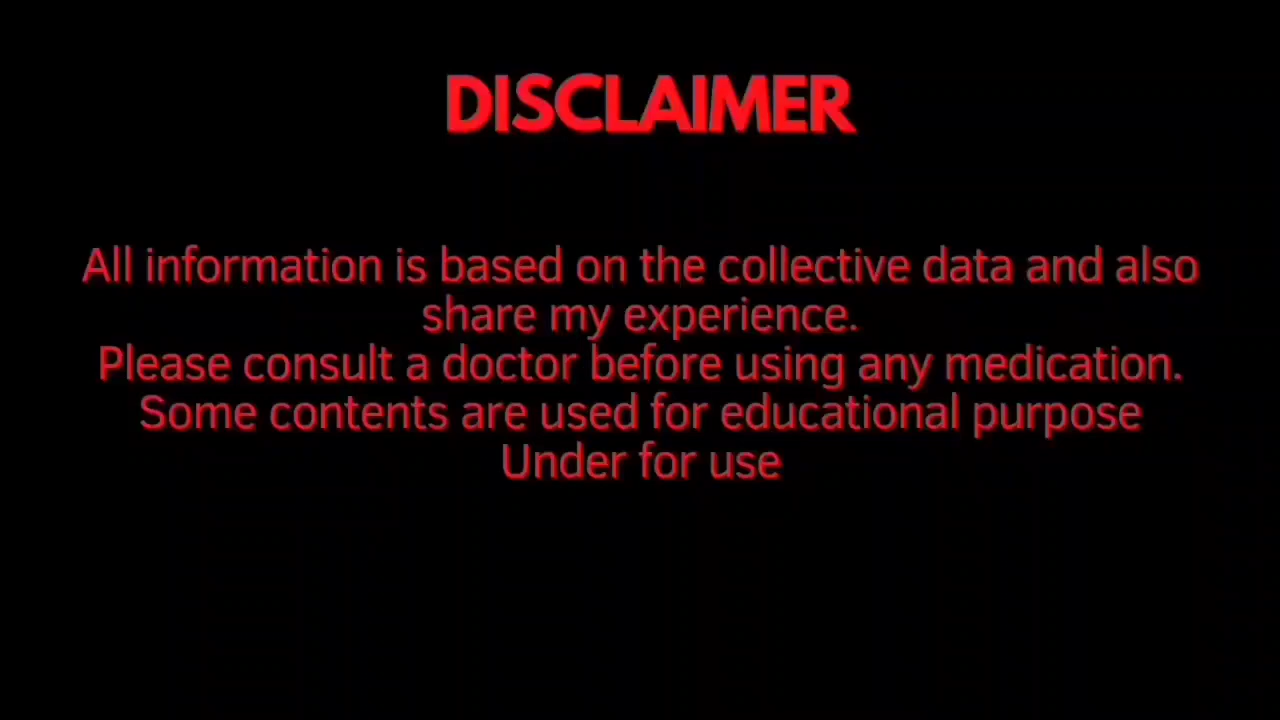 DISCLAIMER
All information is based on the collective data and also
share my experience.
Please consult a doctor before using any medication.
Some contents are used for educational purpose
Under for use